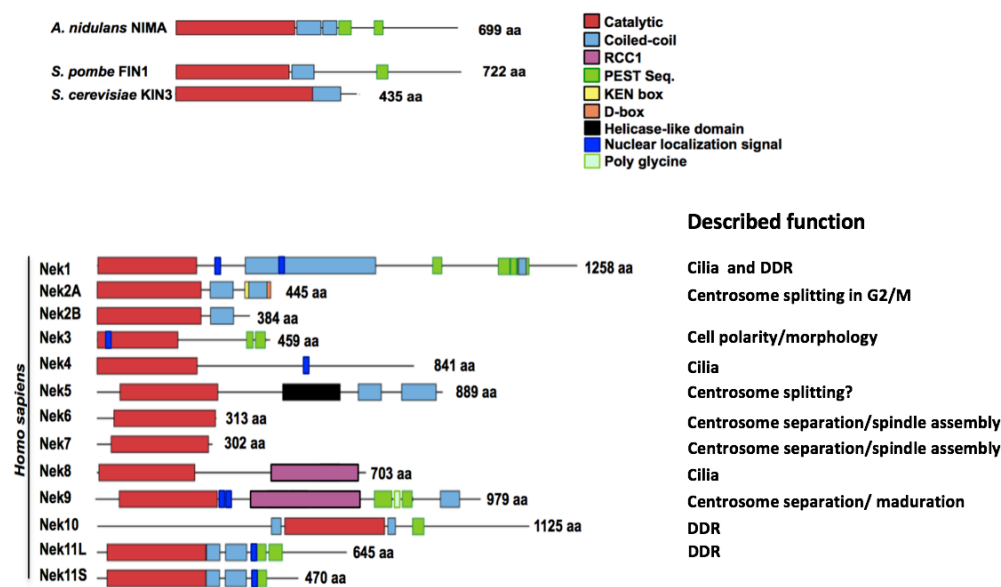 A. nidulans NIMA 699 aa
S. pombe FIN1 722 aa
S. cerevisiae KIN3 435 aa
Catalytic
Coiled-coil
RCC1
PEST Seq.
KEN box
D-box
Helicase-like domain
Nuclear localization signal
Poly glycine
Described function
Homo sapiens
Nek1 1258 aa Cilia and DDR
Nek2A 445 aa Centrosome splitting in G2/M
Nek2B 384 aa
Nek3 459 aa Cell polarity/morphology
Nek4 841 aa Cilia
Nek5 889 aa Centrosome splitting?
Nek6 313 aa Centrosome separation/spindle assembly
Nek7 302 aa Centrosome separation/spindle assembly
Nek8 703 aa Cilia
Nek9 979 aa Centrosome separation/ maduration
Nek10 1125 aa DDR
Nek11L 645 aa DDR
Nek11S 470 aa